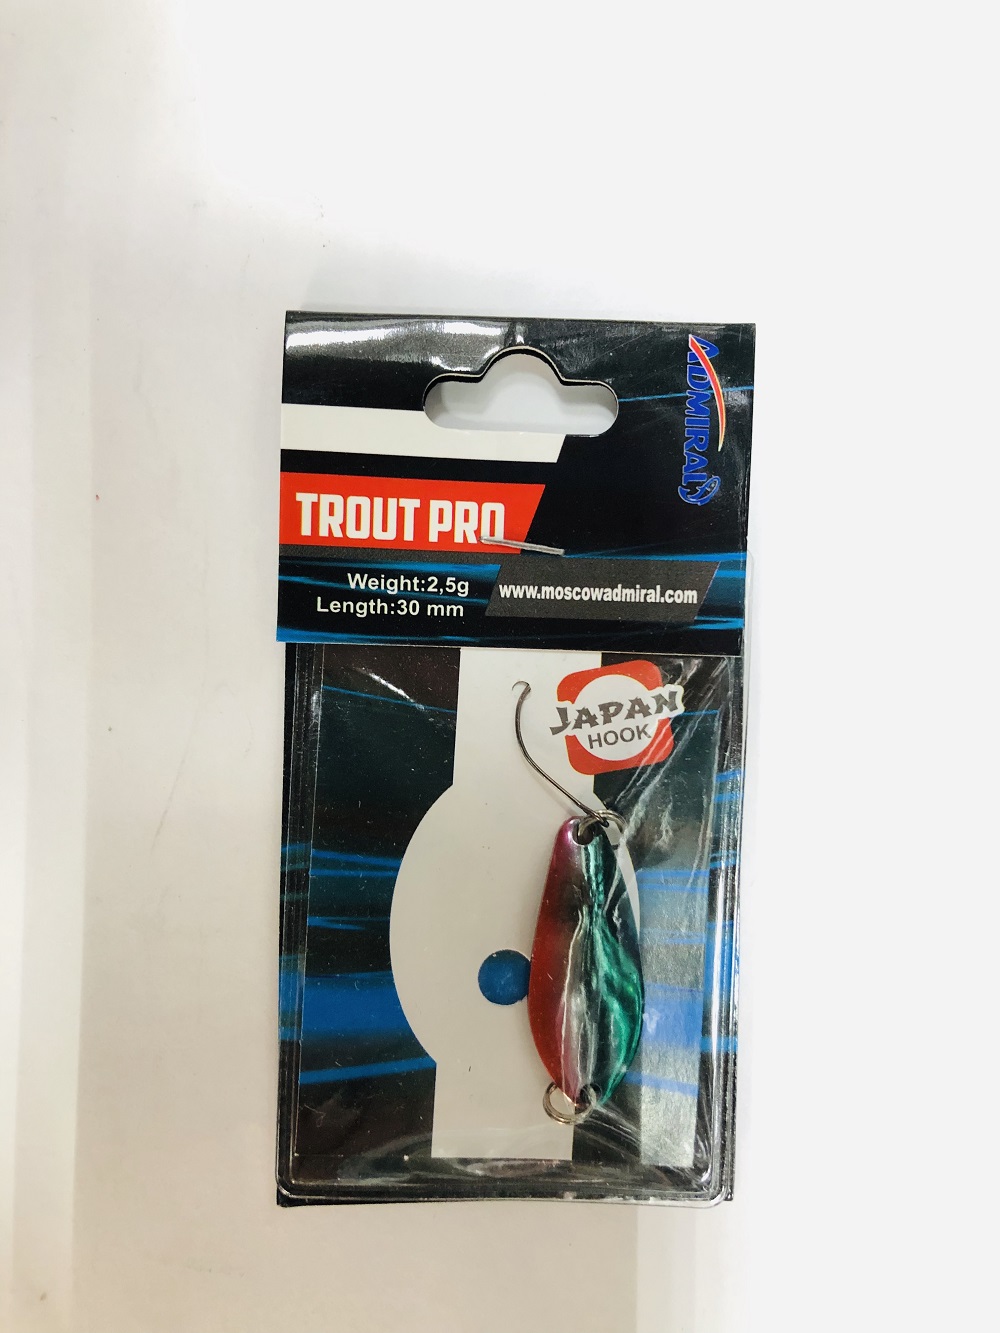 ADMIRAL
TROUT PRO
Weight:2,5g
Length:30 mm
www.moscowadmiral.com
JAPAN
HOOK